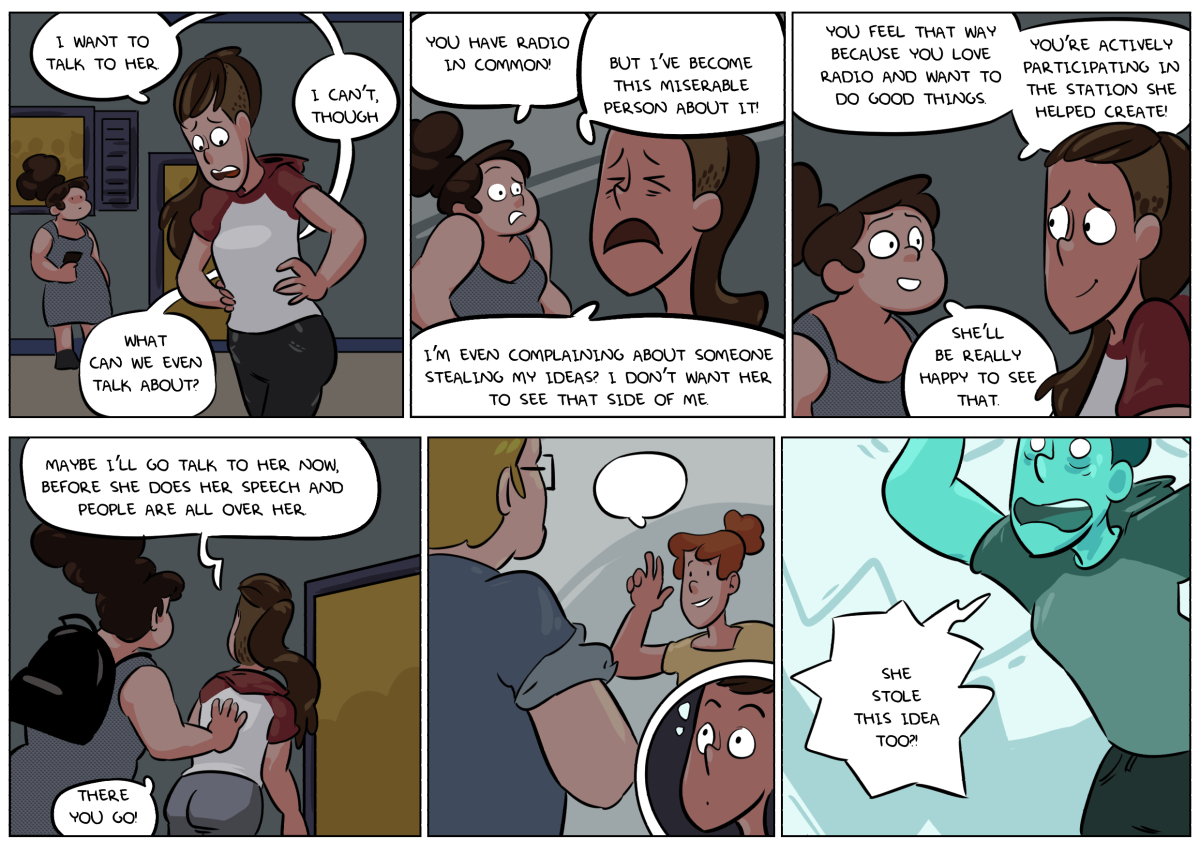 I WANT TO
TALK TO HER.
I CAN'T,
THOUGH
WHAT
CAN WE EVEN
TALK ABOUT?
YOU HAVE RADIO
IN COMMON!
BUT I'VE BECOME
THIS MISERABLE
PERSON ABOUT IT!
I'M EVEN COMPLAINING ABOUT SOMEONE
STEALING MY IDEAS? I DON'T WANT HER
TO SEE THAT SIDE OF ME.
YOU FEEL THAT WAY
BECAUSE YOU LOVE
RADIO AND WANT TO
DO GOOD THINGS.
YOU'RE ACTIVELY
PARTICIPATING IN
THE STATION SHE
HELPED CREATE!
SHE'LL
BE REALLY
HAPPY TO SEE
THAT.
MAYBE I'LL GO TALK TO HER NOW,
BEFORE SHE DOES HER SPEECH AND
PEOPLE ARE ALL OVER HER.
THERE
YOU GO!
SHE
STOLE
THIS IDEA
TOO?!